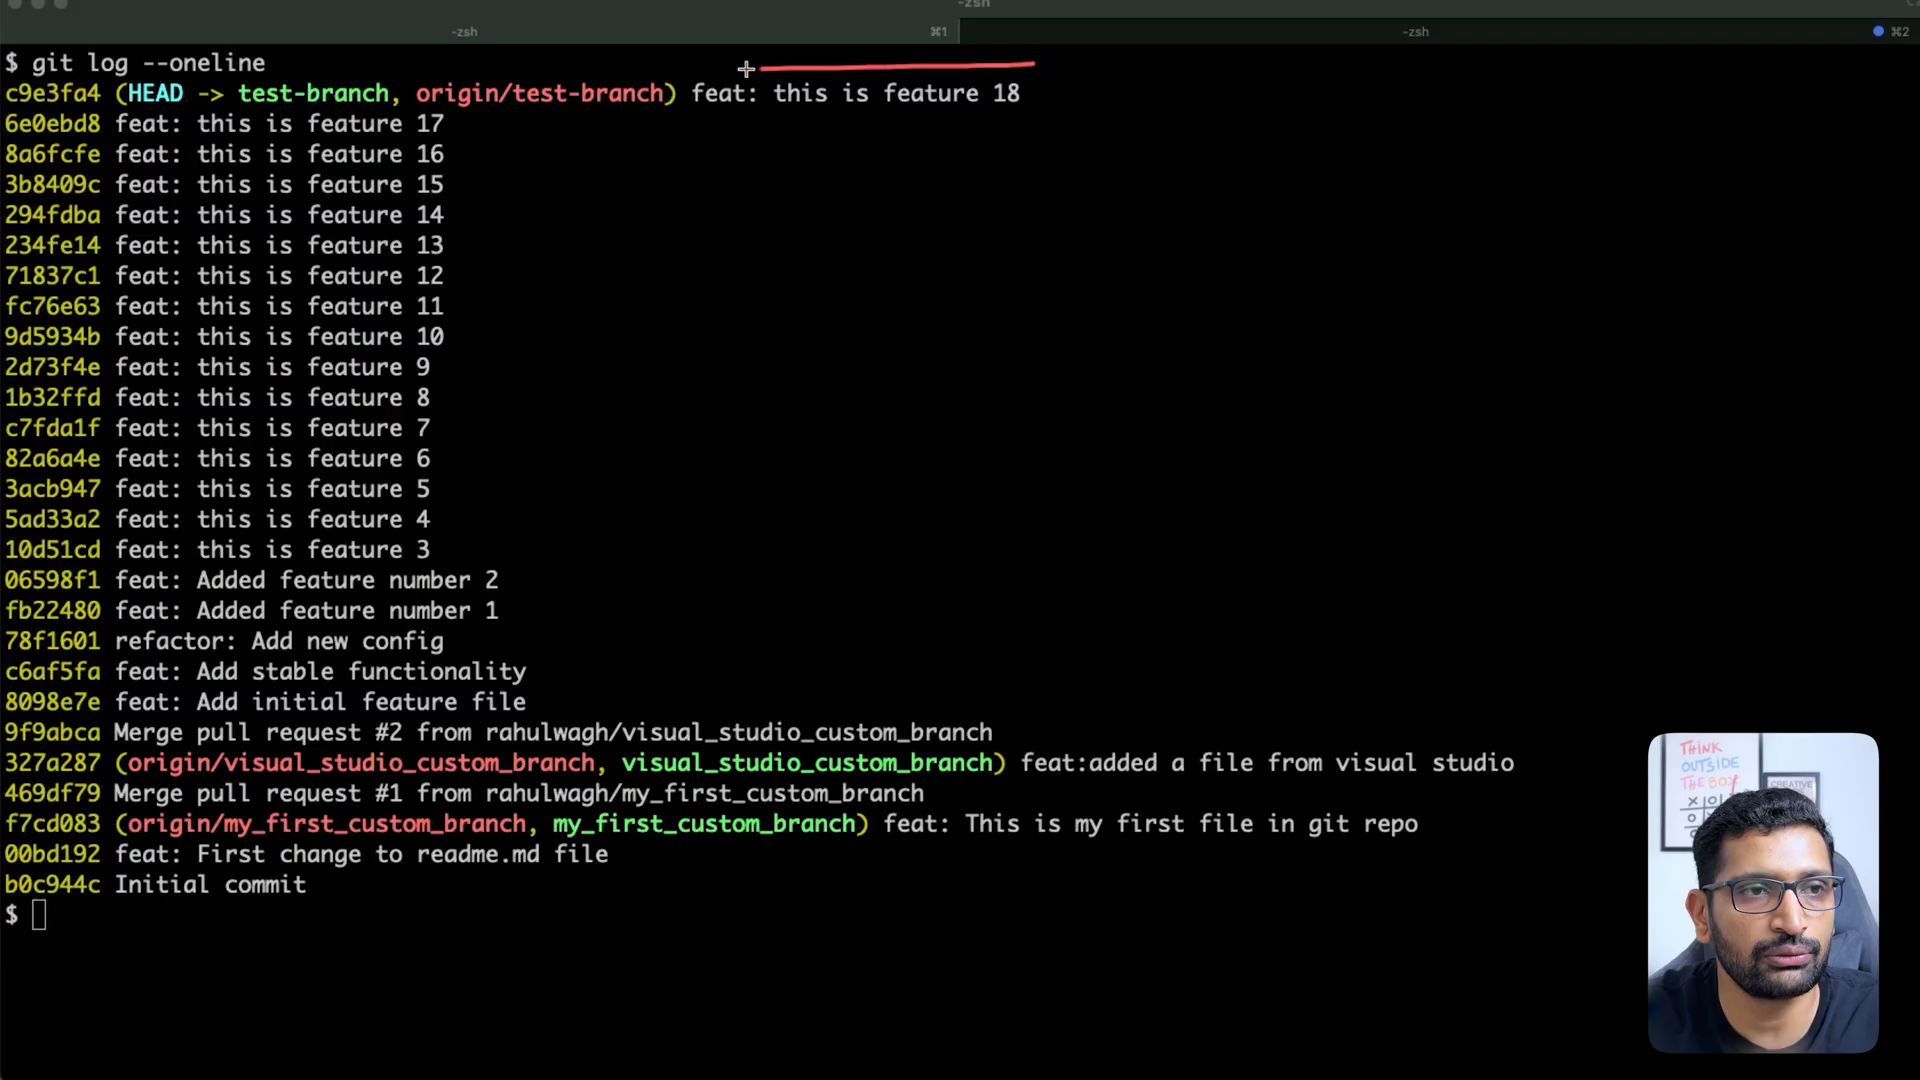 -zsh
-zsh ⌘1 -zsh ⌘2
$ git log --oneline
c9e3fa4 (HEAD -> test-branch, origin/test-branch) feat: this is feature 18
6e0ebd8 feat: this is feature 17
8a6fcfe feat: this is feature 16
3b8409c feat: this is feature 15
294fdba feat: this is feature 14
234fe14 feat: this is feature 13
71837c1 feat: this is feature 12
fc76e63 feat: this is feature 11
9d5934b feat: this is feature 10
2d73f4e feat: this is feature 9
1b32ffd feat: this is feature 8
c7fda1f feat: this is feature 7
82a6a4e feat: this is feature 6
3acb947 feat: this is feature 5
5ad33a2 feat: this is feature 4
10d51cd feat: this is feature 3
06598f1 feat: Added feature number 2
fb22480 feat: Added feature number 1
78f1601 refactor: Add new config
c6af5fa feat: Add stable functionality
8098e7e feat: Add initial feature file
9f9abca Merge pull request #2 from rahulwagh/visual_studio_custom_branch
327a287 (origin/visual_studio_custom_branch, visual_studio_custom_branch) feat:added a file from visual studio
469df79 Merge pull request #1 from rahulwagh/my_first_custom_branch
f7cd083 (origin/my_first_custom_branch, my_first_custom_branch) feat: This is my first file in git repo
00bd192 feat: First change to readme.md file
b0c944c Initial commit
$
THINK
OUTSIDE
THE BOX
CREATIVE